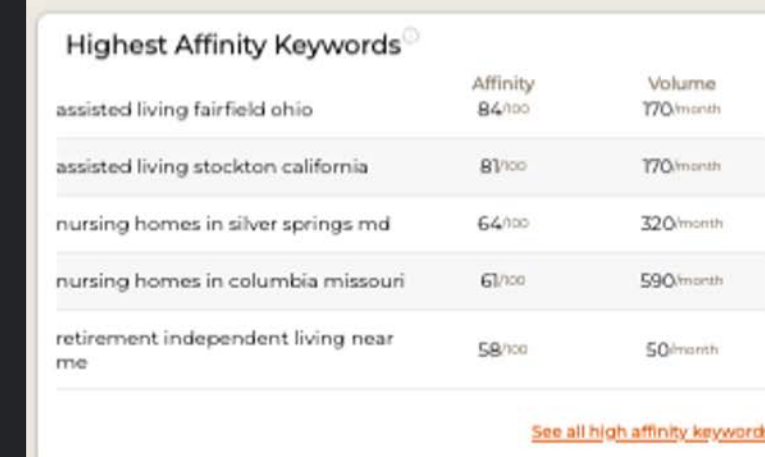 Highest Affinity Keywords
Affinity Volume
assisted living fairfield ohio 84/100 170/month
assisted living stockton california 81/100 170/month
nursing homes in silver springs md 64/100 320/month
nursing homes in columbia missouri 61/100 590/month
retirement independent living near
me 58/100 50/month
See all high affinity keywords